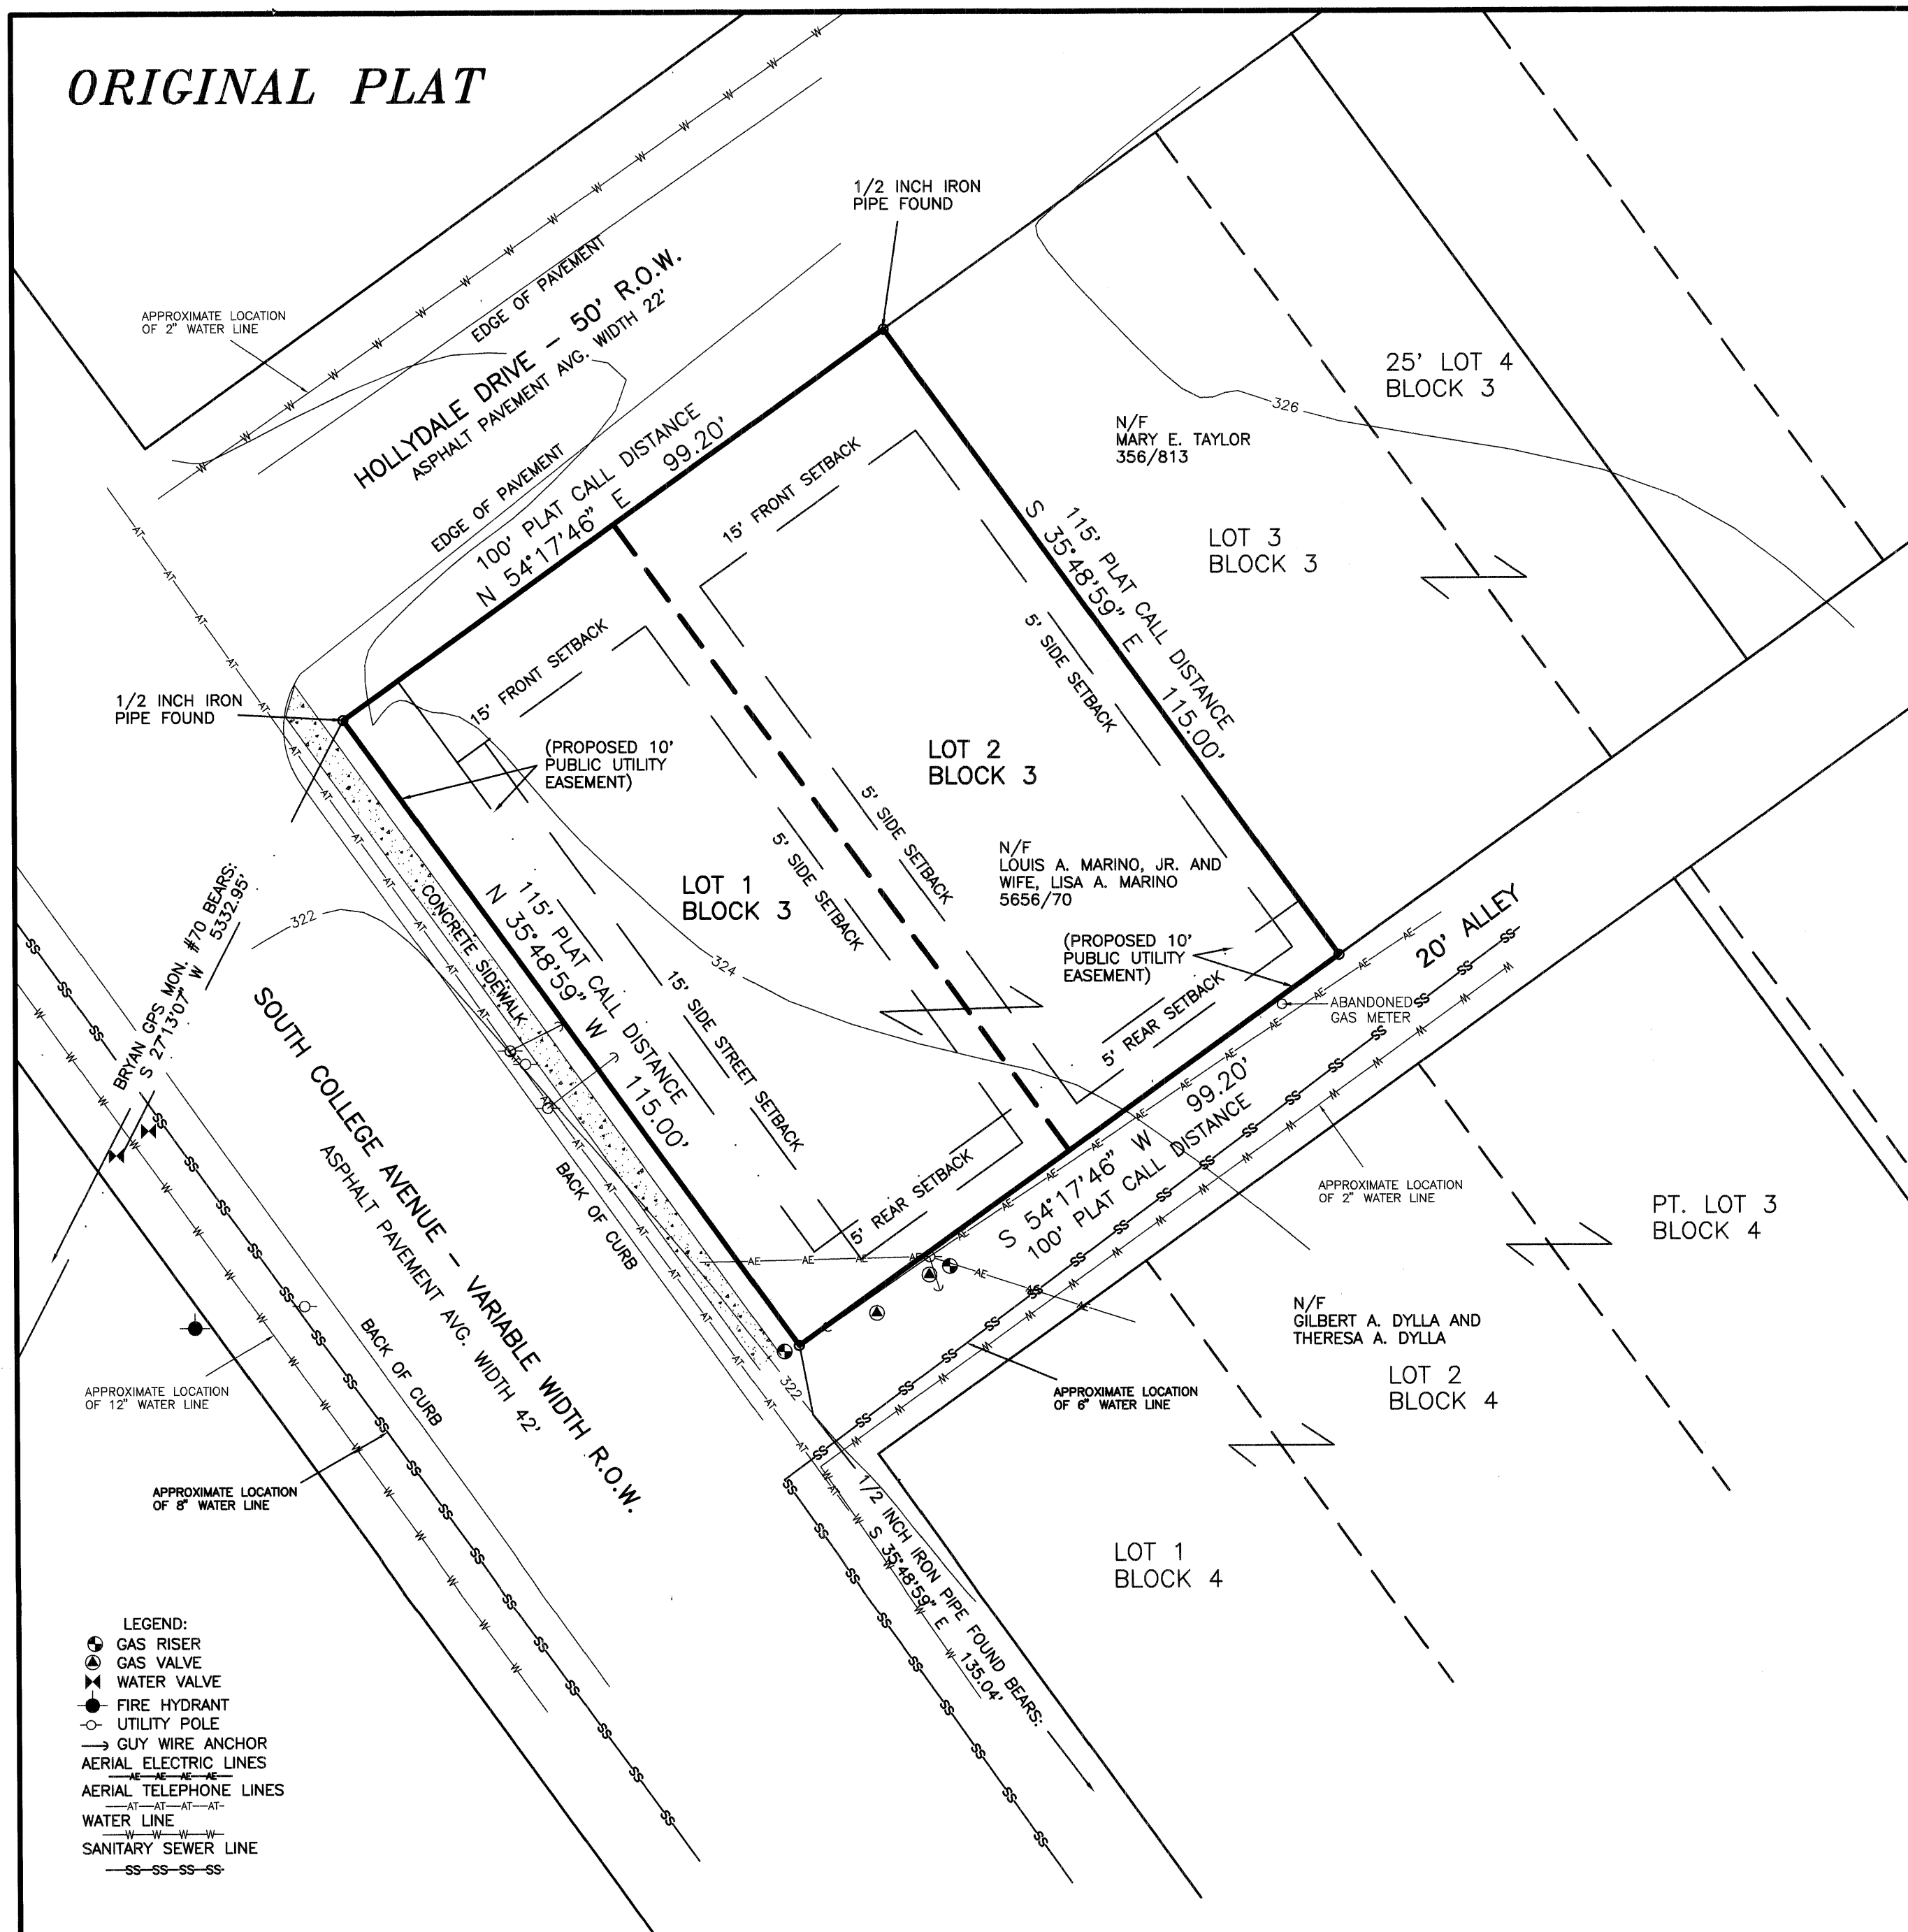 ORIGINAL PLAT
1/2 INCH IRON
PIPE FOUND
APPROXIMATE LOCATION
OF 2" WATER LINE
EDGE OF PAVEMENT
HOLLYDALE DRIVE – 50' R.O.W.
ASPHALT PAVEMENT AVG. WIDTH 22'
EDGE OF PAVEMENT
100' PLAT CALL DISTANCE
N 54°17'46" E 99.20'
25' LOT 4
BLOCK 3
326
N/F
MARY E. TAYLOR
356/813
LOT 3
BLOCK 3
15' FRONT SETBACK
115' PLAT CALL DISTANCE
S 35°48'59" E 115.00'
5' SIDE SETBACK
1/2 INCH IRON
PIPE FOUND
15' FRONT SETBACK
(PROPOSED 10'
PUBLIC UTILITY
EASEMENT)
LOT 2
BLOCK 3
5' SIDE SETBACK
5' SIDE SETBACK
N/F
LOUIS A. MARINO, JR. AND
WIFE, LISA A. MARINO
5656/70
LOT 1
BLOCK 3
(PROPOSED 10'
PUBLIC UTILITY
EASEMENT)
20' ALLEY
ABANDONED
GAS METER
5' REAR SETBACK
322
324
CONCRETE SIDEWALK
115' PLAT CALL DISTANCE
N 35°48'59" W 115.00'
15' SIDE STREET SETBACK
BRYAN GPS MON. #70 BEARS:
S 27°13'07" W 5332.95'
SOUTH COLLEGE AVENUE – VARIABLE WIDTH R.O.W.
ASPHALT PAVEMENT AVG. WIDTH 42'
BACK OF CURB
BACK OF CURB
5' REAR SETBACK
S 54°17'46" W 99.20'
100' PLAT CALL DISTANCE
APPROXIMATE LOCATION
OF 2" WATER LINE
PT. LOT 3
BLOCK 4
N/F
GILBERT A. DYLLA AND
THERESA A. DYLLA
LOT 2
BLOCK 4
APPROXIMATE LOCATION
OF 6" WATER LINE
322
APPROXIMATE LOCATION
OF 12" WATER LINE
APPROXIMATE LOCATION
OF 8" WATER LINE
1/2 INCH IRON PIPE FOUND BEARS:
S 35°48'59" E 135.04'
LOT 1
BLOCK 4
LEGEND:
GAS RISER
GAS VALVE
WATER VALVE
FIRE HYDRANT
UTILITY POLE
GUY WIRE ANCHOR
AERIAL ELECTRIC LINES
AE AE AE AE
AERIAL TELEPHONE LINES
AT AT AT AT
WATER LINE
W W W W
SANITARY SEWER LINE
SS SS SS SS